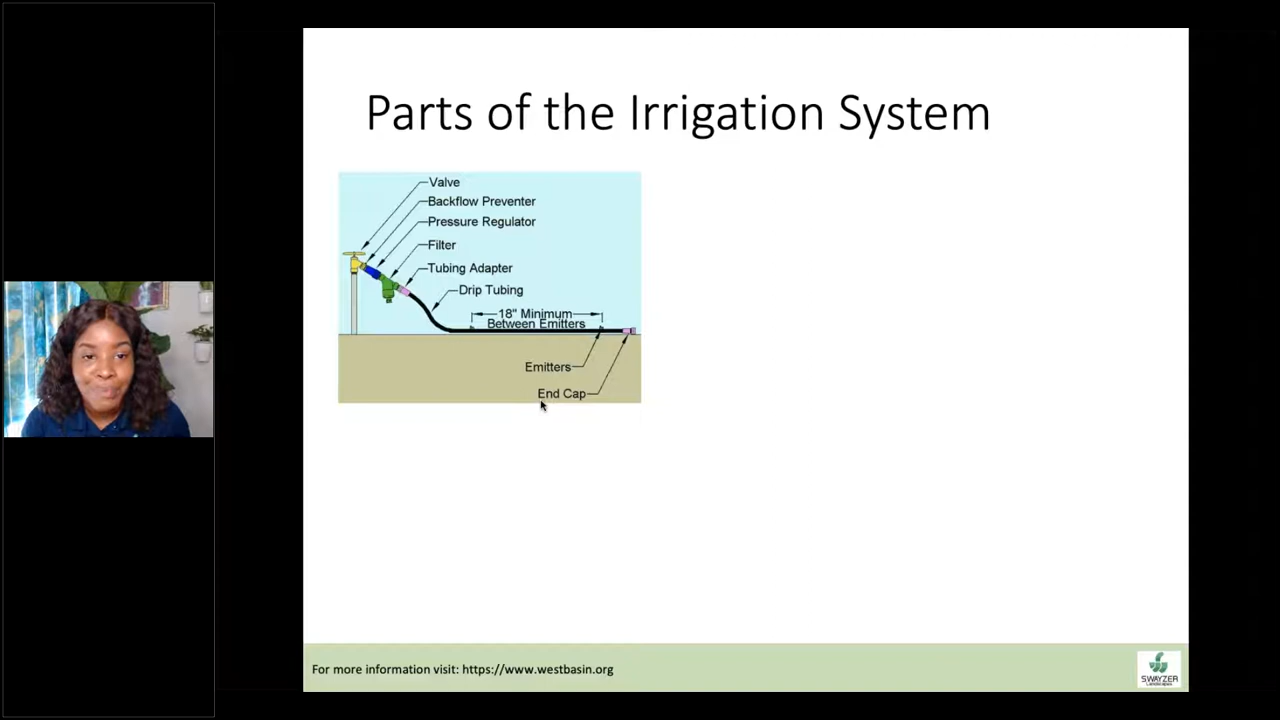 Parts of the Irrigation System
Valve
Backflow Preventer
Pressure Regulator
Filter
Tubing Adapter
Drip Tubing
18" Minimum
Between Emitters
Emitters
End Cap
For more information visit: https://www.westbasin.org
SWAYZER